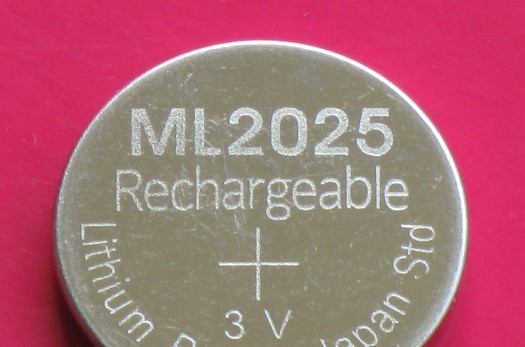 ML2025
Rechargeable
+
3 V
Lithium
Japan Std